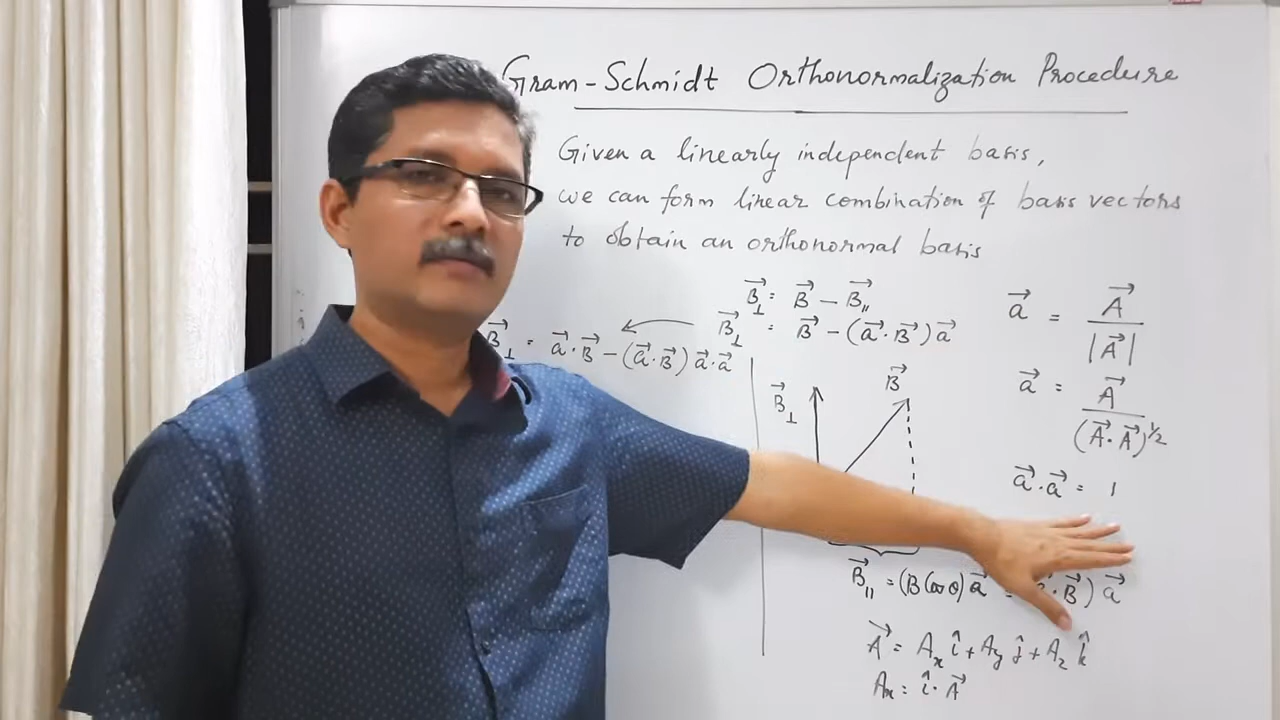 Gram-Schmidt Orthonormalization Procedure
Given a linearly independent basis,
we can form linear combination of basis vectors
to obtain an orthonormal basis
B⃗⊥ = B⃗ − B⃗∥
B⃗⊥ = B⃗ − (a⃗·B⃗)a⃗
B⃗⊥ = a⃗·B⃗ − (a⃗·B⃗) a⃗·a⃗
a⃗ = A⃗ / |A⃗|
a⃗ = A⃗ / (A⃗·A⃗)^1/2
a⃗·a⃗ = 1
B⃗⊥
B⃗
B⃗∥ = (B Cos θ) a⃗ = ·B⃗) a⃗
A⃗ = Aₓ î + Ay ĵ + Az k̂
Aₓ = î·A⃗